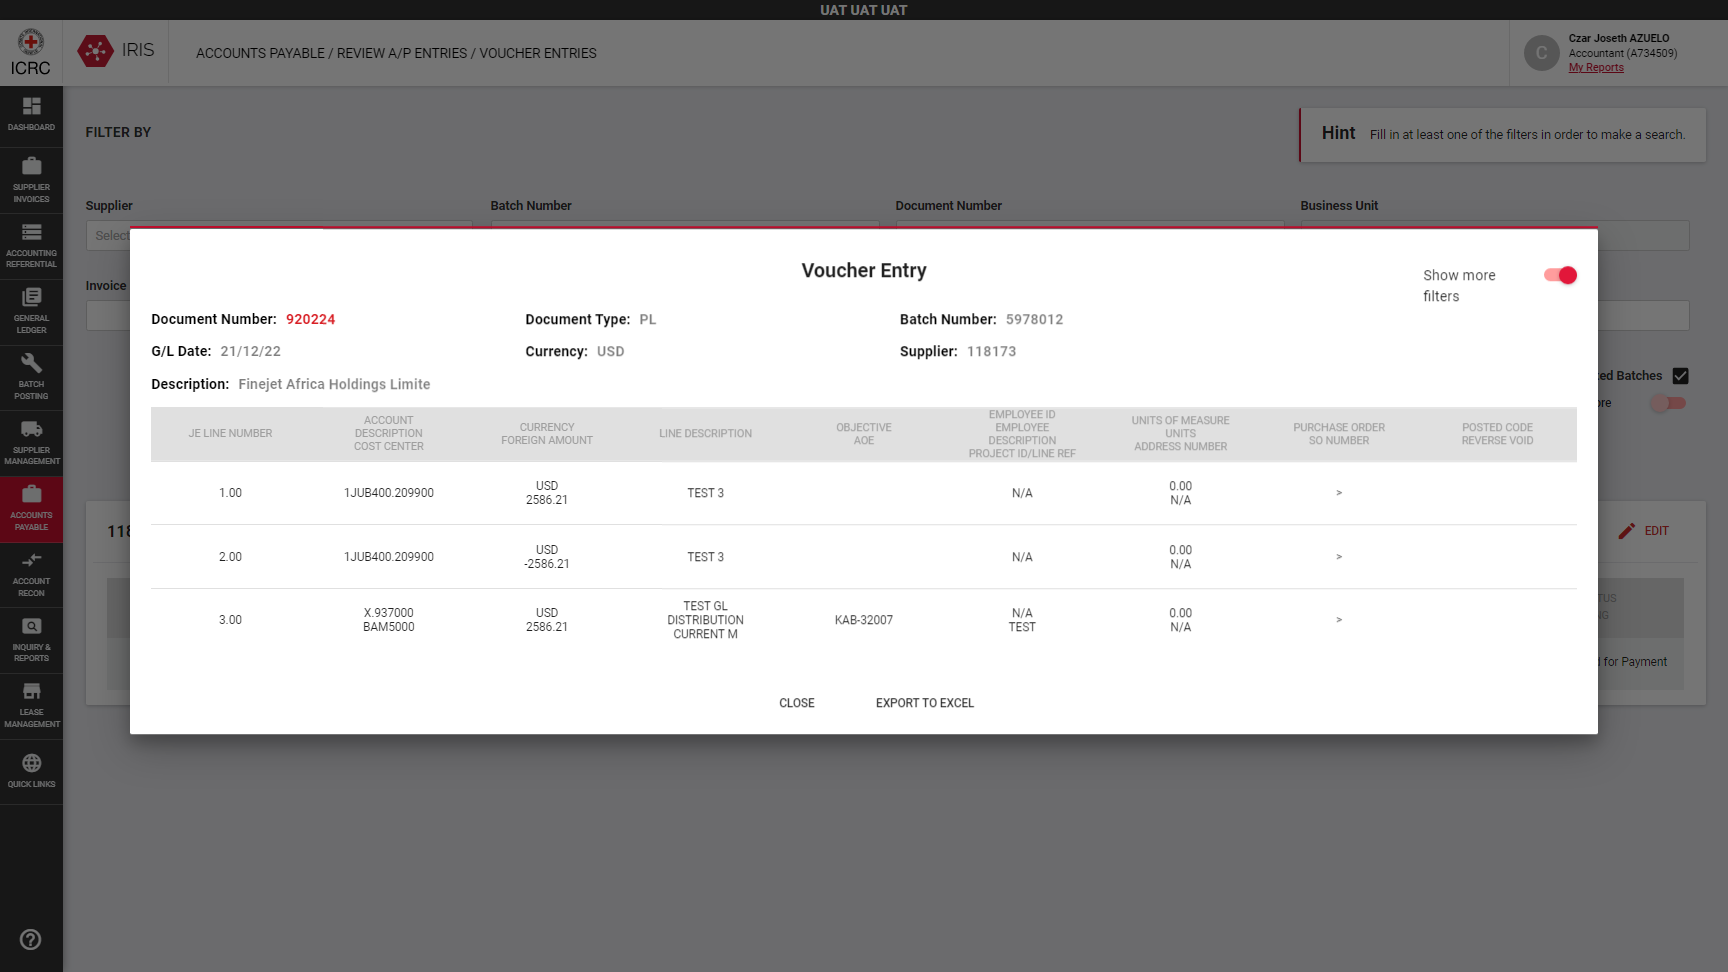 UAT UAT UAT
ICRC
IRIS
ACCOUNTS PAYABLE / REVIEW A/P ENTRIES / VOUCHER ENTRIES
C
Czar Joseth AZUELO
Accountant (A734509)
My Reports
DASHBOARD
SUPPLIER
INVOICES
ACCOUNTING
REFERENTIAL
GENERAL
LEDGER
BATCH
POSTING
SUPPLIER
MANAGEMENT
ACCOUNTS
PAYABLE
ACCOUNT
RECON
INQUIRY &
REPORTS
LEASE
MANAGEMENT
QUICK LINKS
FILTER BY
Hint Fill in at least one of the filters in order to make a search.
Supplier Batch Number Document Number Business Unit
Select
Invoice
ed Batches
ore
118
EDIT
TUS
NG
for Payment
Voucher Entry
Show more
filters
Document Number: 920224 Document Type: PL Batch Number: 5978012
G/L Date: 21/12/22 Currency: USD Supplier: 118173
Description: Finejet Africa Holdings Limite
JE LINE NUMBER
ACCOUNT
DESCRIPTION
COST CENTER
CURRENCY
FOREIGN AMOUNT
LINE DESCRIPTION
OBJECTIVE
AOE
EMPLOYEE ID
EMPLOYEE
DESCRIPTION
PROJECT ID/LINE REF
UNITS OF MEASURE
UNITS
ADDRESS NUMBER
PURCHASE ORDER
SO NUMBER
POSTED CODE
REVERSE VOID
1.00
1JUB400.209900
USD
2586.21
TEST 3
N/A
0.00
N/A
>
2.00
1JUB400.209900
USD
-2586.21
TEST 3
N/A
0.00
N/A
>
3.00
X.937000
BAM5000
USD
2586.21
TEST GL
DISTRIBUTION
CURRENT M
KAB-32007
N/A
TEST
0.00
N/A
>
CLOSE EXPORT TO EXCEL